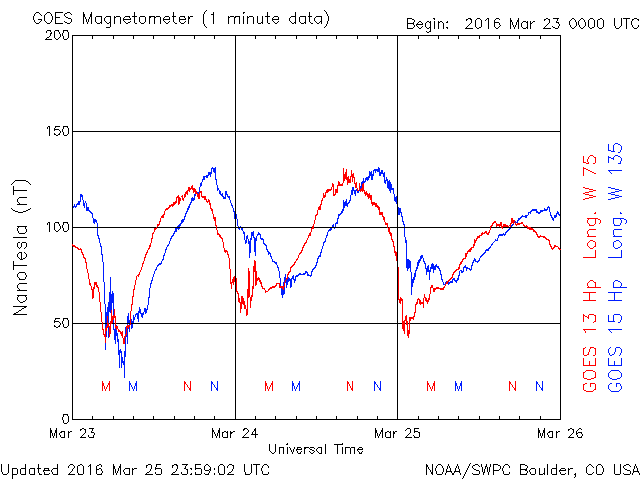 GOES Magnetometer (1 minute data)
Begin: 2016 Mar 23 0000 UTC
200
150
100
50
0
NanoTesla (nT)
M M N N M M N N M M N N
Mar 23 Mar 24 Mar 25 Mar 26
Universal Time
GOES 13 Hp Long. W 75
GOES 15 Hp Long. W 135
Updated 2016 Mar 25 23:59:02 UTC
NOAA/SWPC Boulder, CO USA